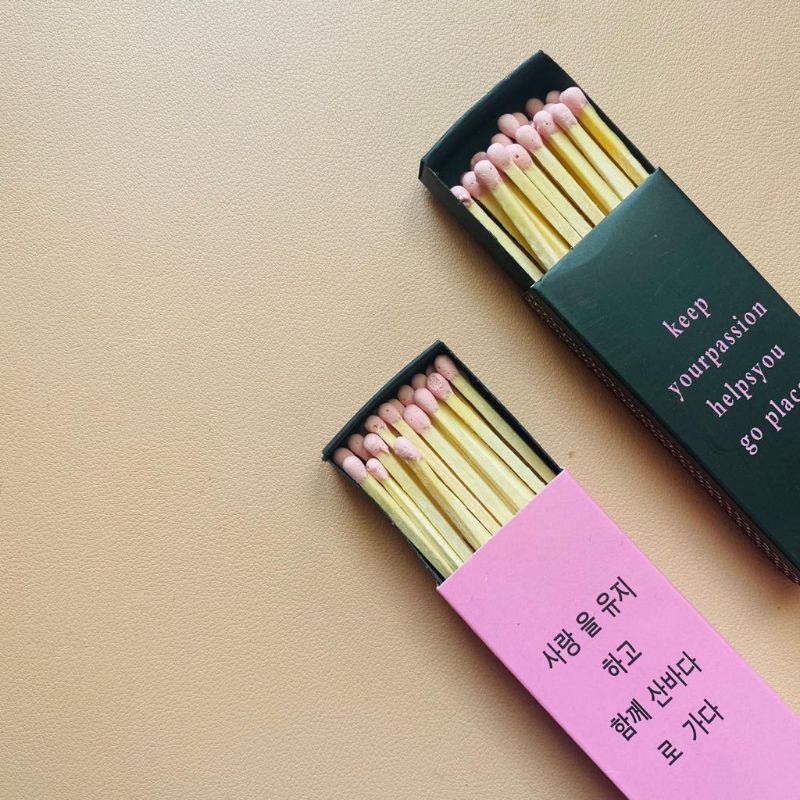 keep
yourpassion
helpsyou
go
사랑 을 유지
하고
함께 산바다
로 가다